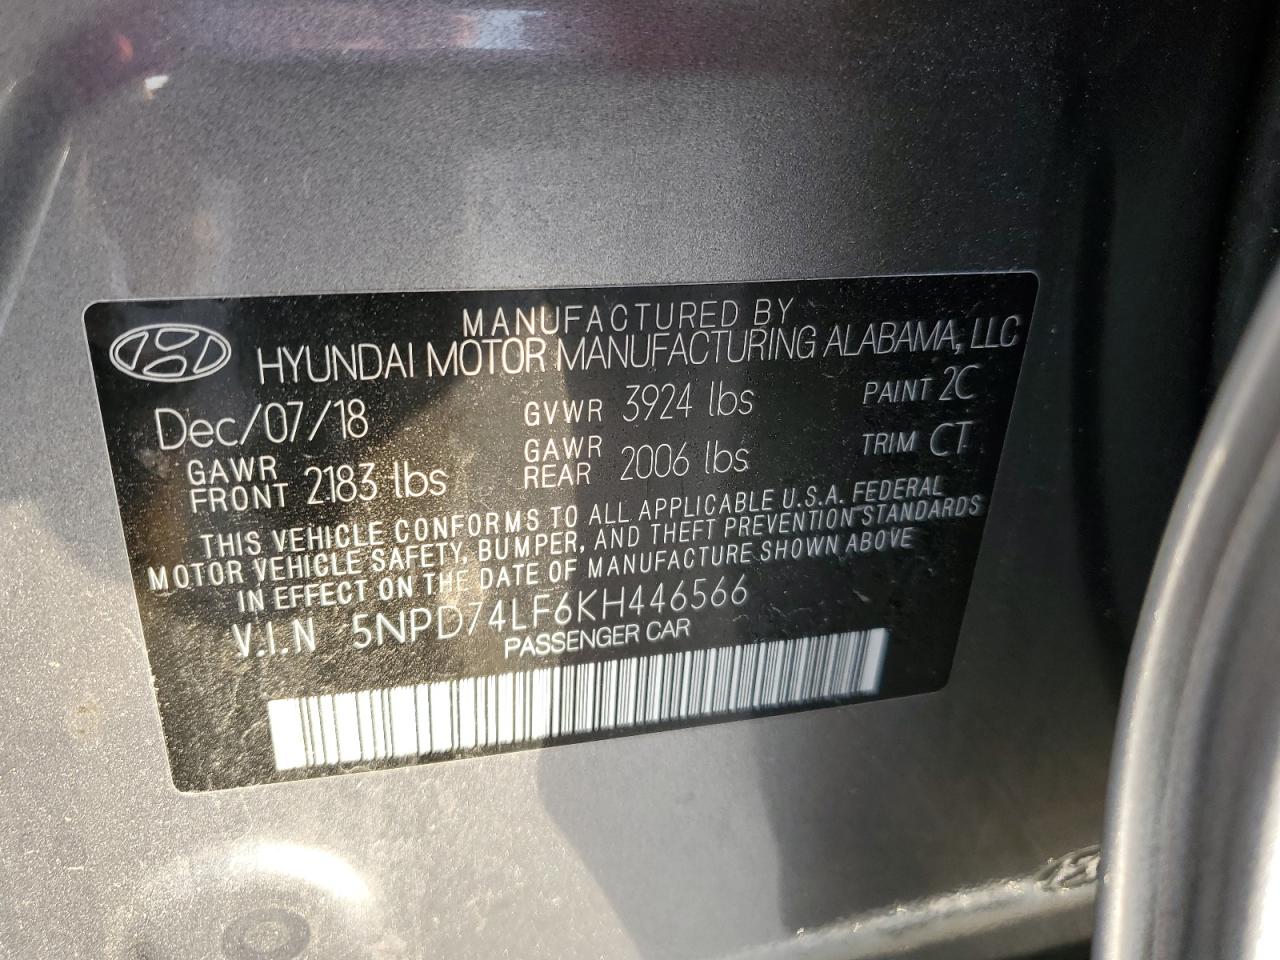 MANUFACTURED BY
HYUNDAI MOTOR MANUFACTURING ALABAMA, LLC
Dec/07/18 GVWR 3924 lbs PAINT 2C
GAWR FRONT 2183 lbs GAWR REAR 2006 lbs TRIM CT
THIS VEHICLE CONFORMS TO ALL APPLICABLE U.S.A. FEDERAL
MOTOR VEHICLE SAFETY, BUMPER, AND THEFT PREVENTION STANDARDS
IN EFFECT ON THE DATE OF MANUFACTURE SHOWN ABOVE
V.I.N 5NPD74LF6KH446566
PASSENGER CAR